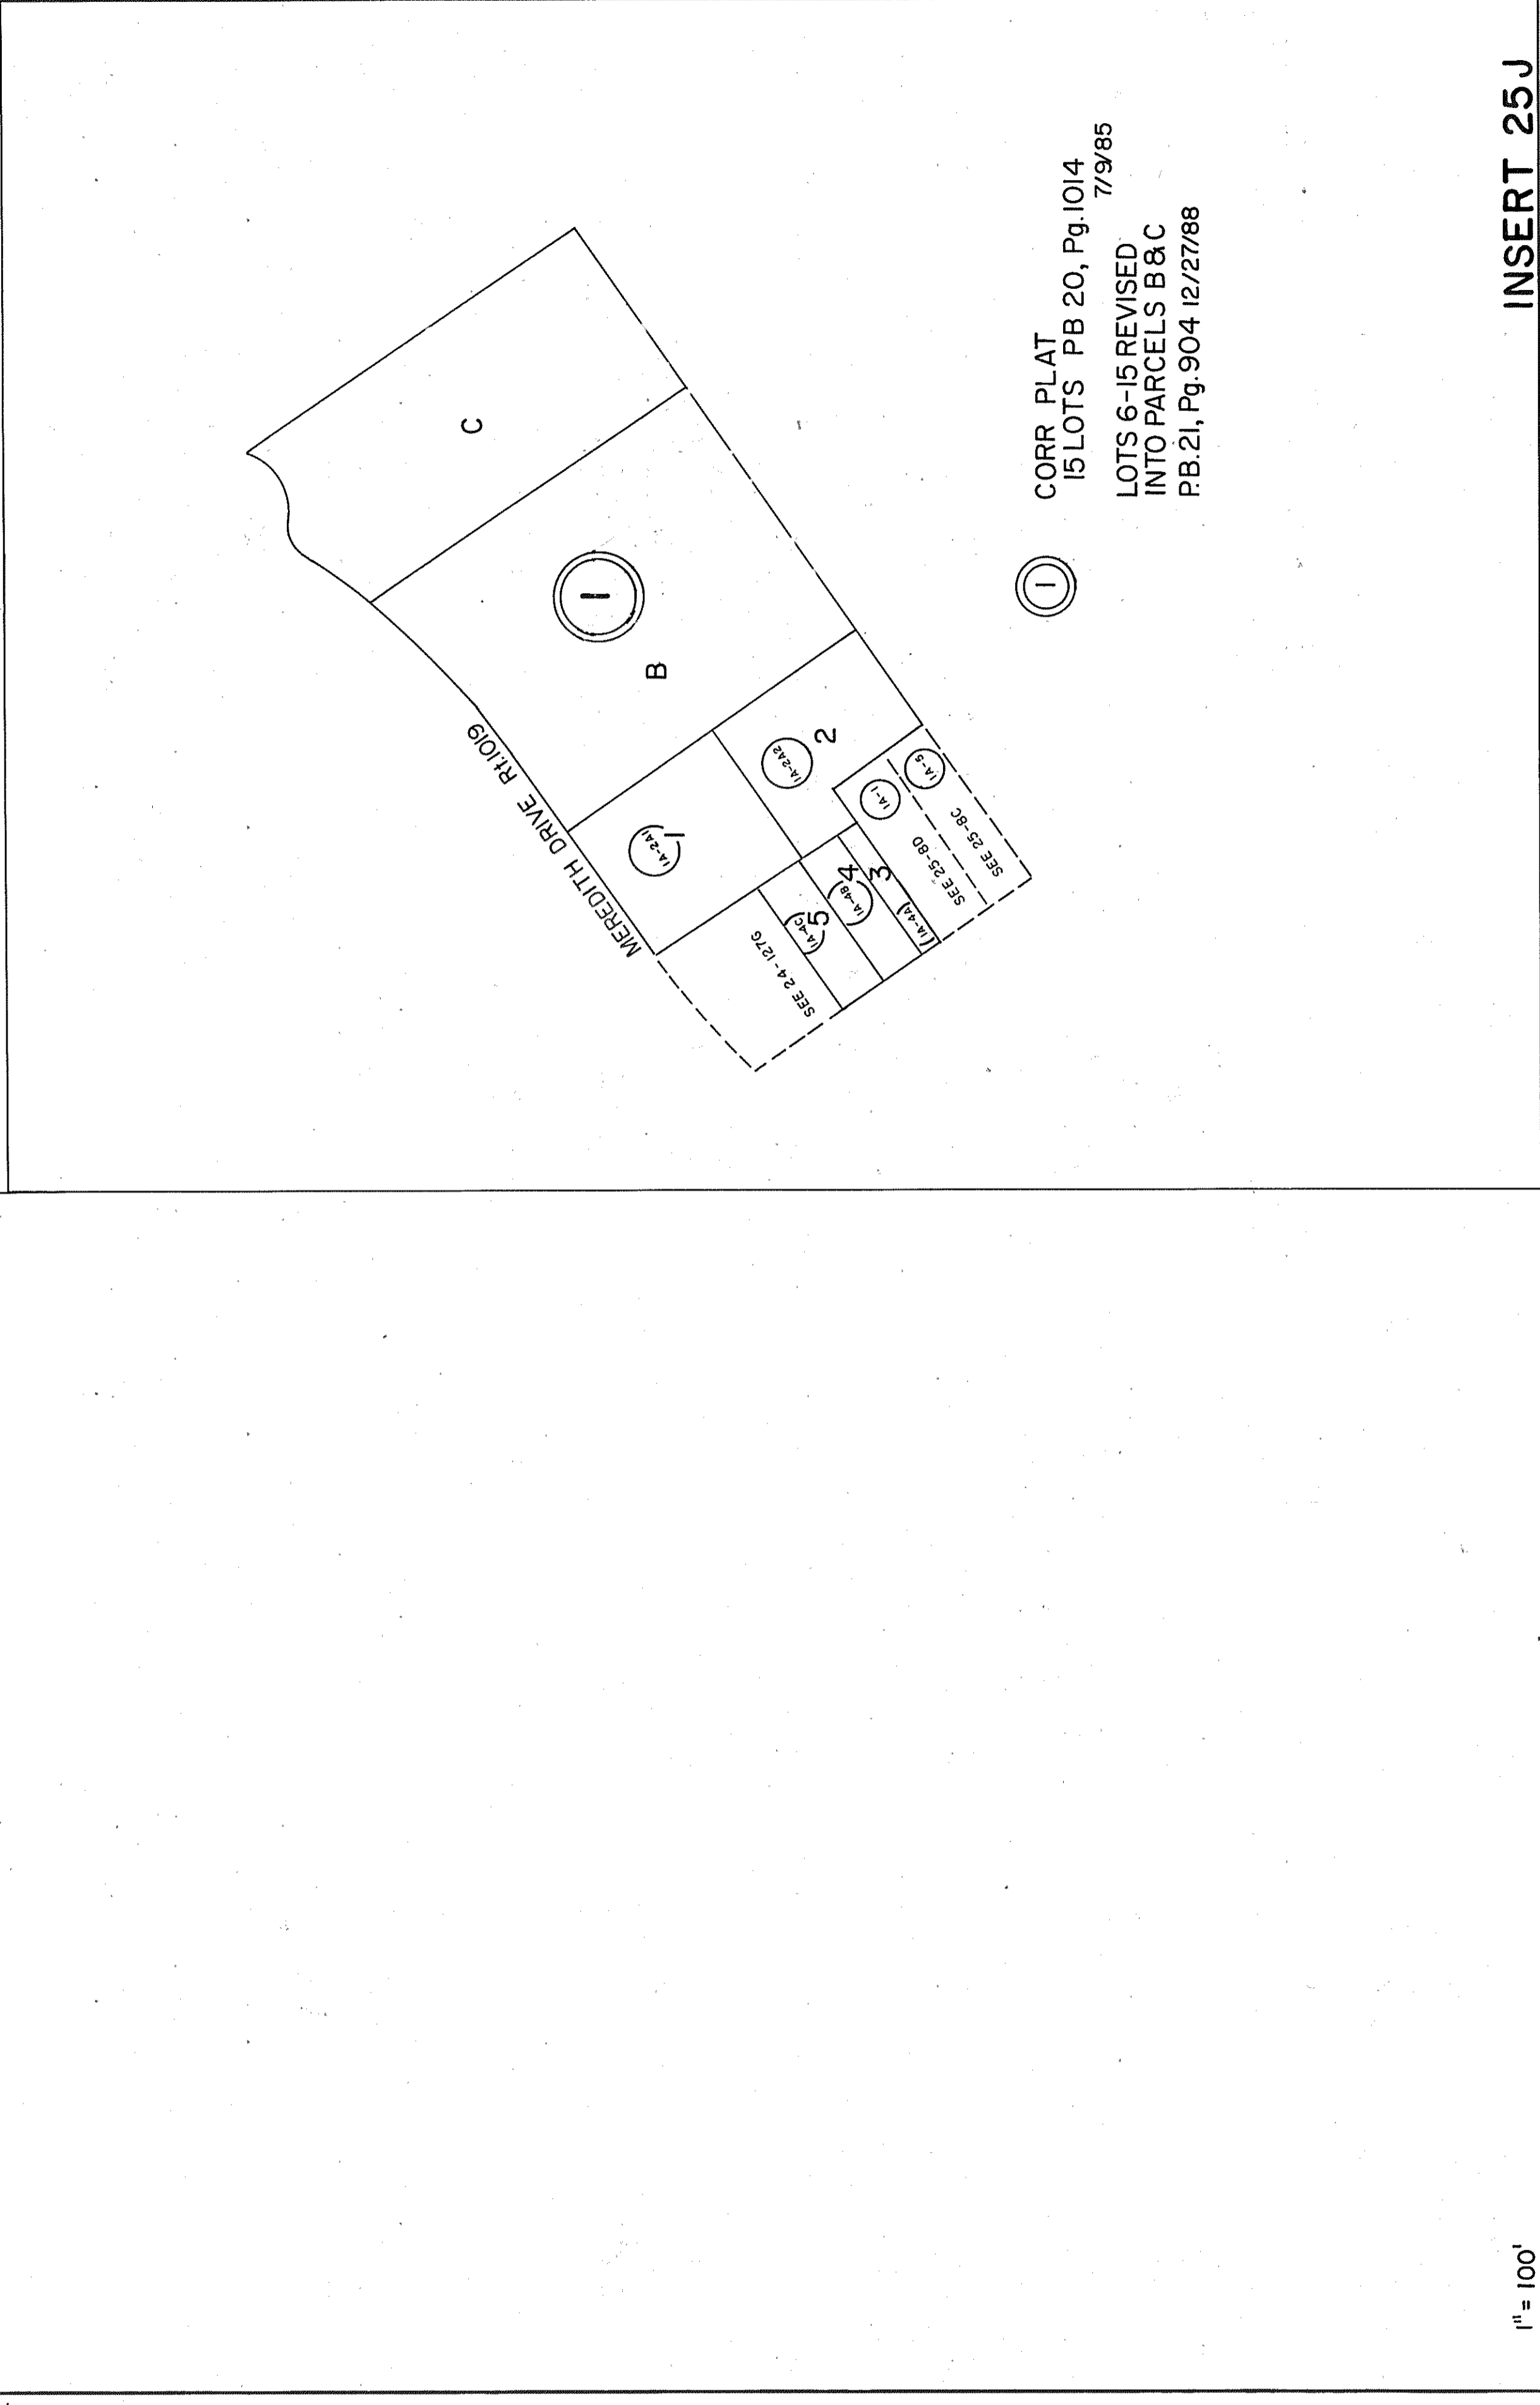 MEREDITH DRIVE Rt.1019
C
1
B
(1A-2A1)
1
1A-2A2
2
SEE 24-127G
(1A-4C)
5
(1A-4B)
4
(1A-4A)
3
1A-1
SEE 25-8D
1A-5
SEE 25-8C
1
CORR PLAT
15 LOTS PB 20, Pg.1014
7/9/85
LOTS 6-15 REVISED
INTO PARCELS B & C
P.B.21, Pg.904 12/27/88
1"= 100'
INSERT 25J